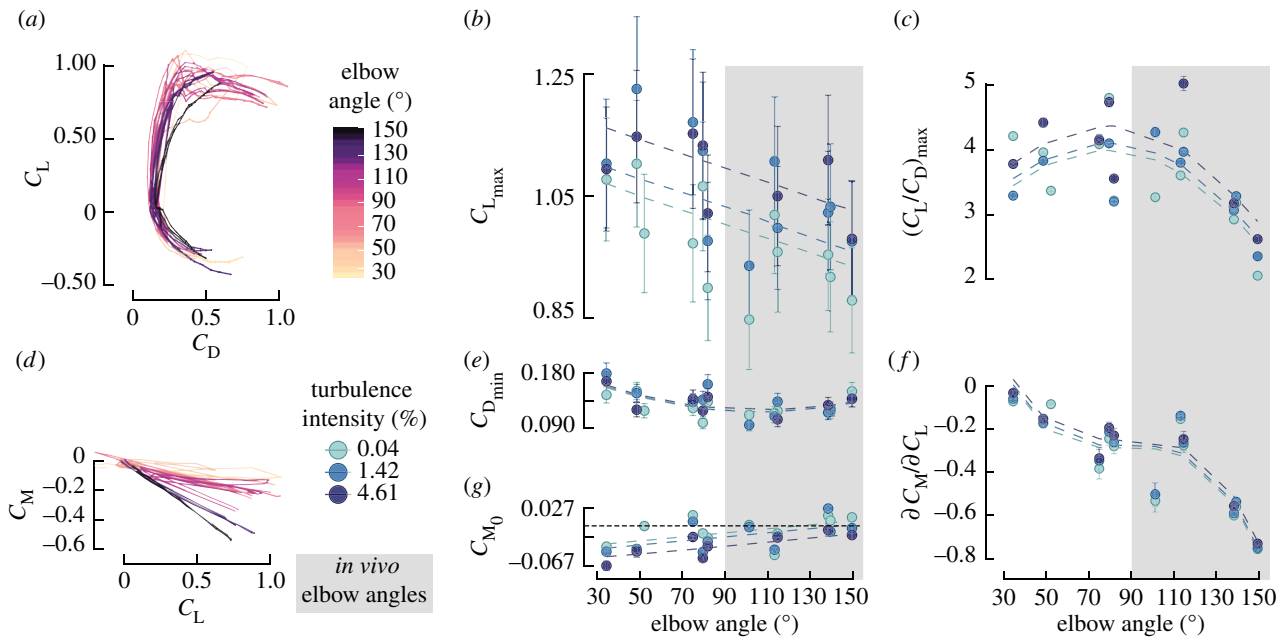 (a)
1.00
0.50
0
–0.50
C_L
0
0.5
1.0
C_D
elbow
angle (°)
150
130
110
90
70
50
30
(b)
1.25
1.05
0.85
C_Lmax
(c)
5
4
3
2
(C_L/C_D)max
(d)
0
–0.2
–0.4
–0.6
C_M
0
0.5
1.0
C_L
turbulence
intensity (%)
0.04
1.42
4.61
in vivo
elbow angles
(e)
0.180
0.090
C_Dmin
(g)
0.027
–0.067
C_M0
30 50 70 90 110 130 150
elbow angle (°)
(f)
0
–0.2
–0.4
–0.6
–0.8
∂C_M/∂C_L
30 50 70 90 110 130 150
elbow angle (°)